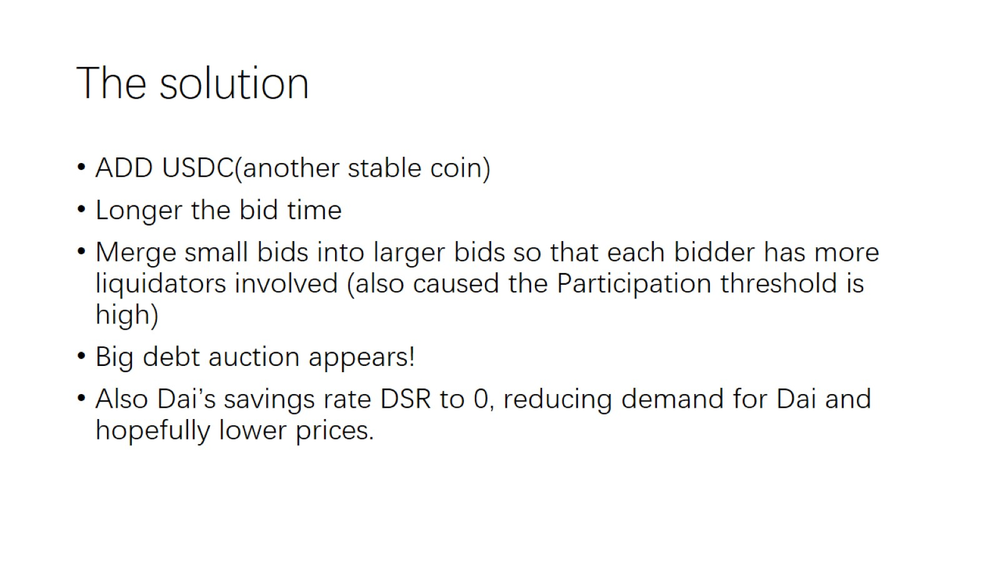 The solution
• ADD USDC(another stable coin)
• Longer the bid time
• Merge small bids into larger bids so that each bidder has more
liquidators involved (also caused the Participation threshold is
high)
• Big debt auction appears!
• Also Dai’s savings rate DSR to 0, reducing demand for Dai and
hopefully lower prices.